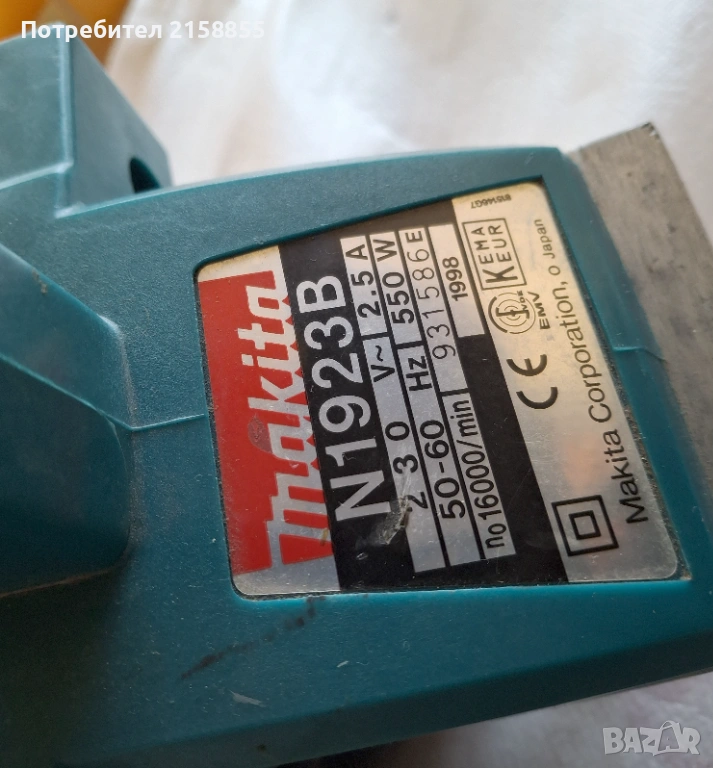 Потребител 2158855
makita
N1923B
230 V~ 2.5 A
50-60 Hz 550 W
931586E
no16000/min 1998
KEMA
KEUR
EMV
CE
Makita Corporation, o Japan
BAZAR